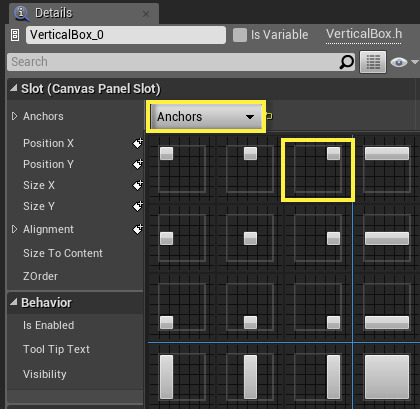 Details
VerticalBox_0
Is Variable
VerticalBox.h
Search
Slot (Canvas Panel Slot)
Anchors
Anchors
Position X
Position Y
Size X
Size Y
Alignment
Size To Content
ZOrder
Behavior
Is Enabled
Tool Tip Text
Visibility